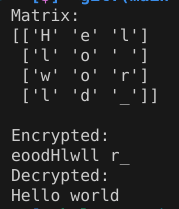 Matrix:
[['H' 'e' 'l']
 ['l' 'o' ' ']
 ['w' 'o' 'r']
 ['l' 'd' '_']]

Encrypted:
eoodHlwll r_
Decrypted:
Hello world